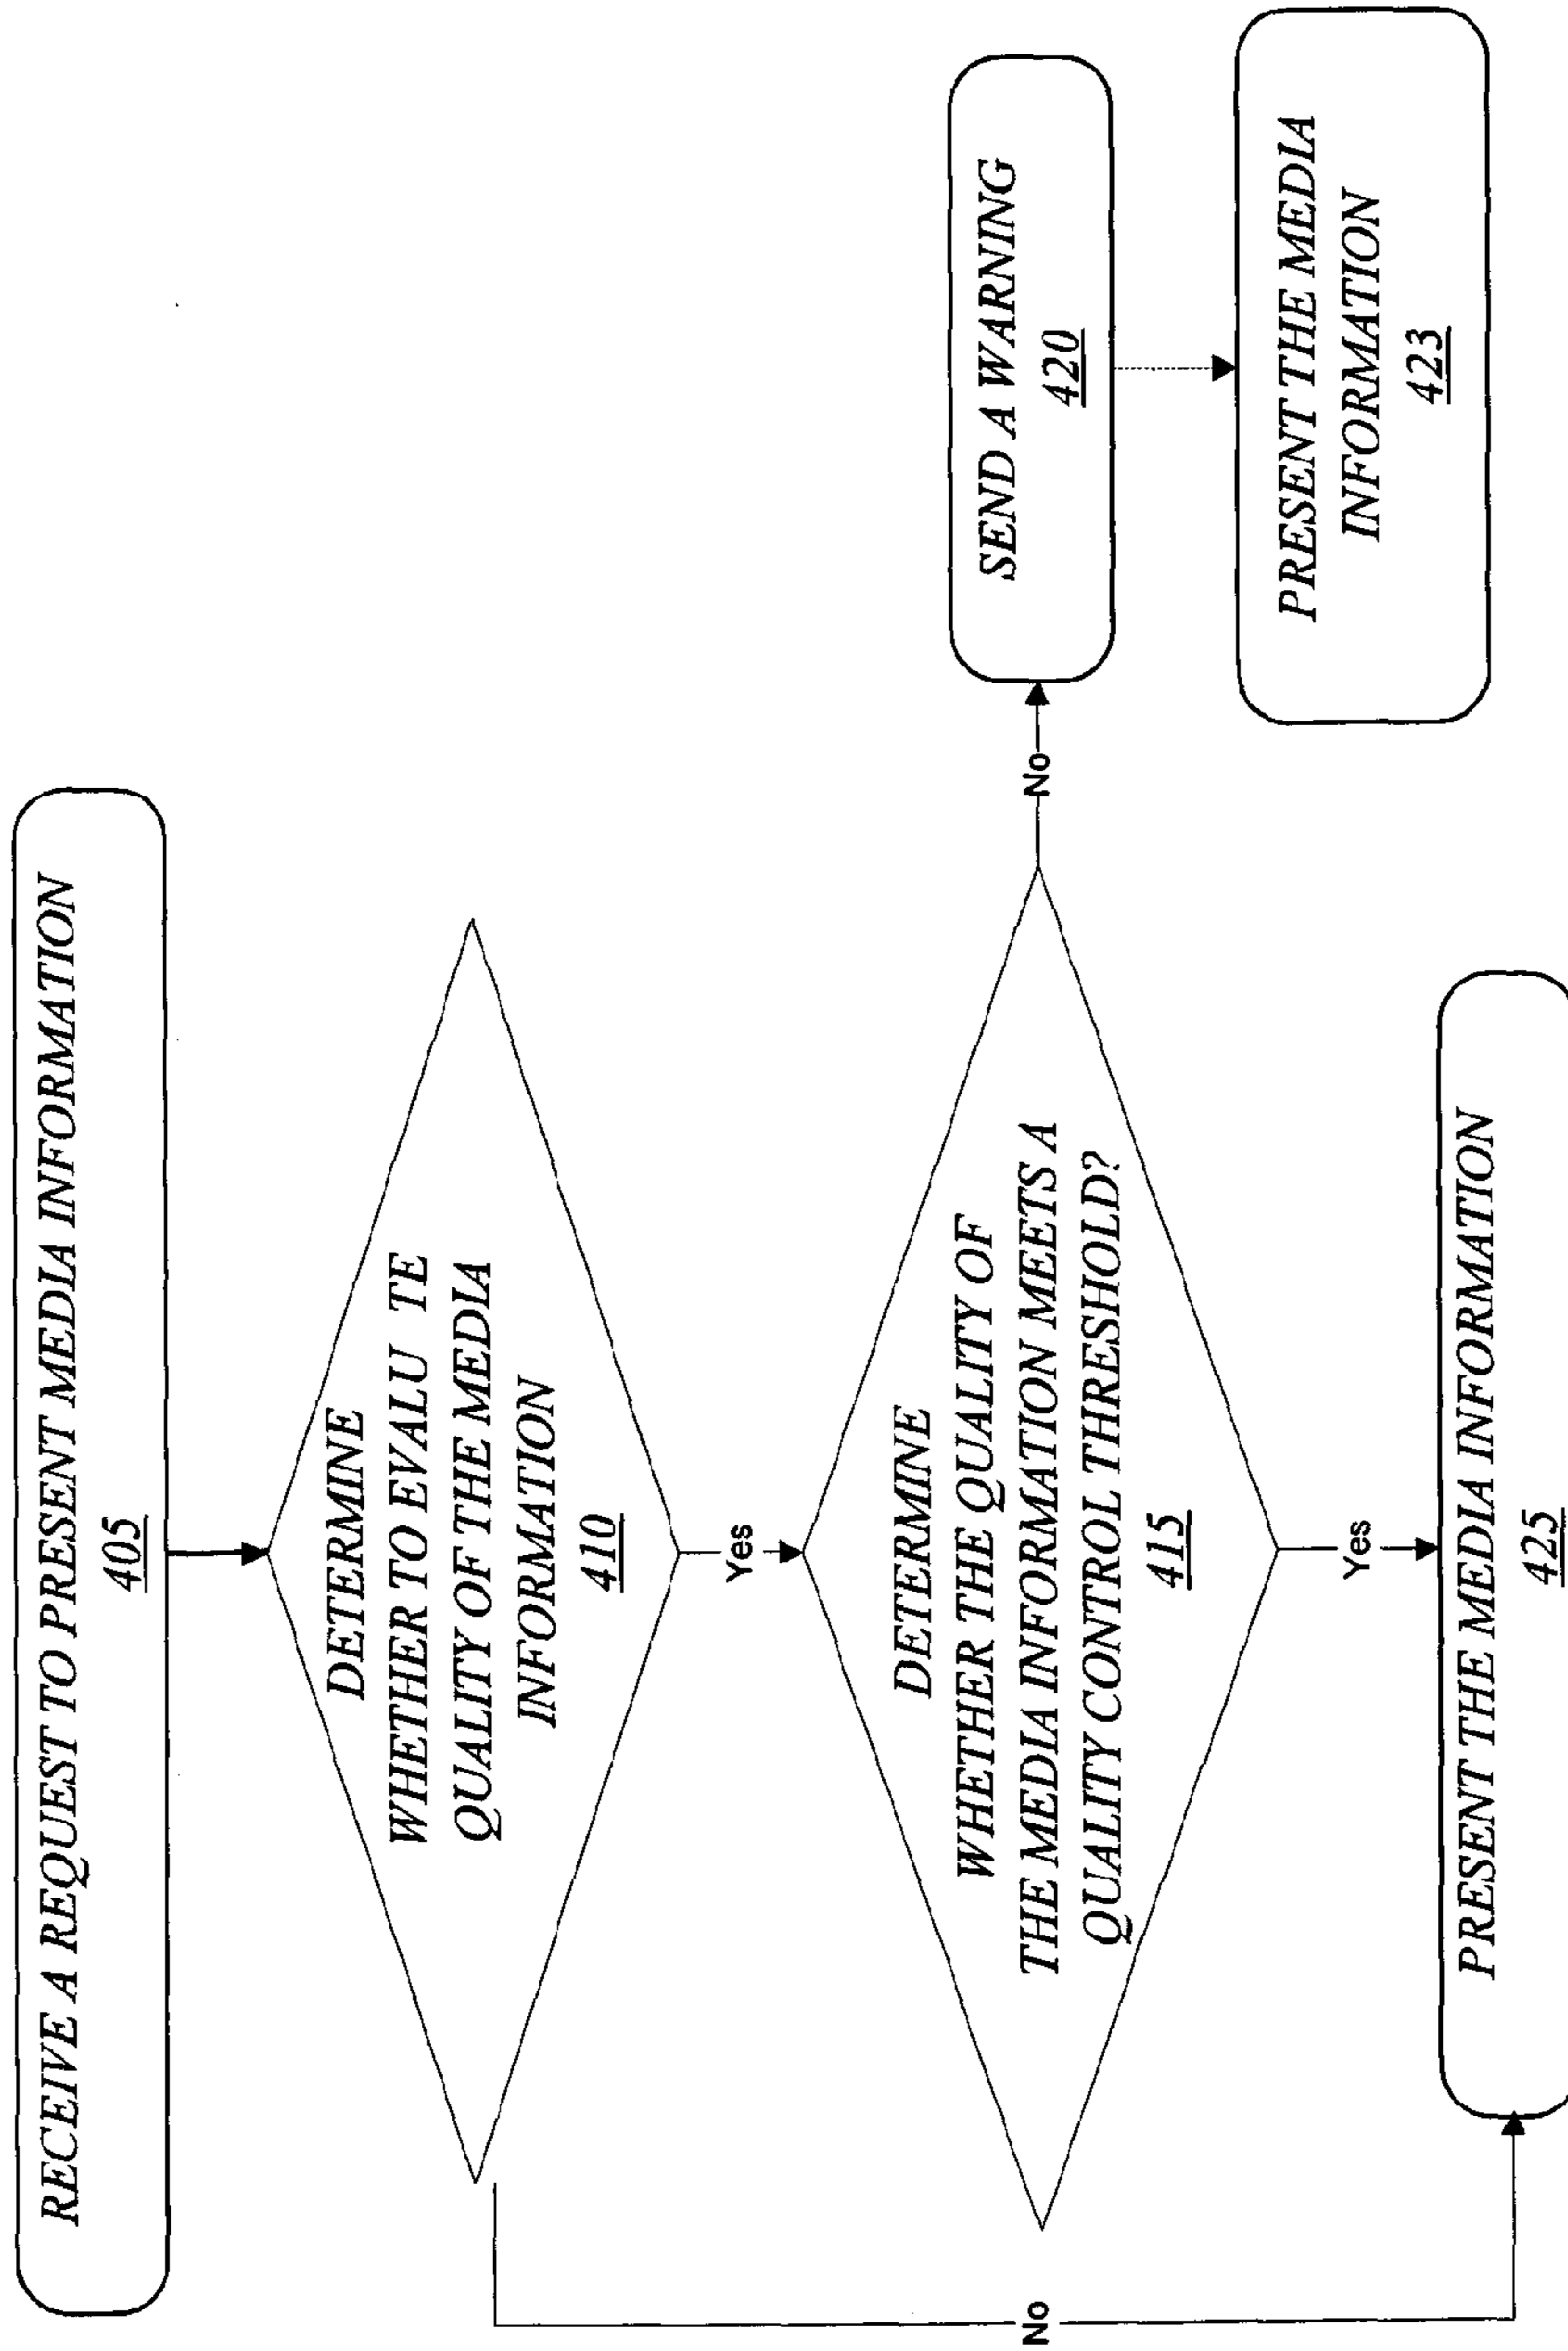 RECEIVE A REQUEST TO PRESENT MEDIA INFORMATION
405
DETERMINE
WHETHER TO EVALU TE
QUALITY OF THE MEDIA
INFORMATION
410
Yes
No
DETERMINE
WHETHER THE QUALITY OF
THE MEDIA INFORMATION MEETS A
QUALITY CONTROL THRESHOLD?
415
No
SEND A WARNING
420
PRESENT THE MEDIA
INFORMATION
423
Yes
PRESENT THE MEDIA INFORMATION
425